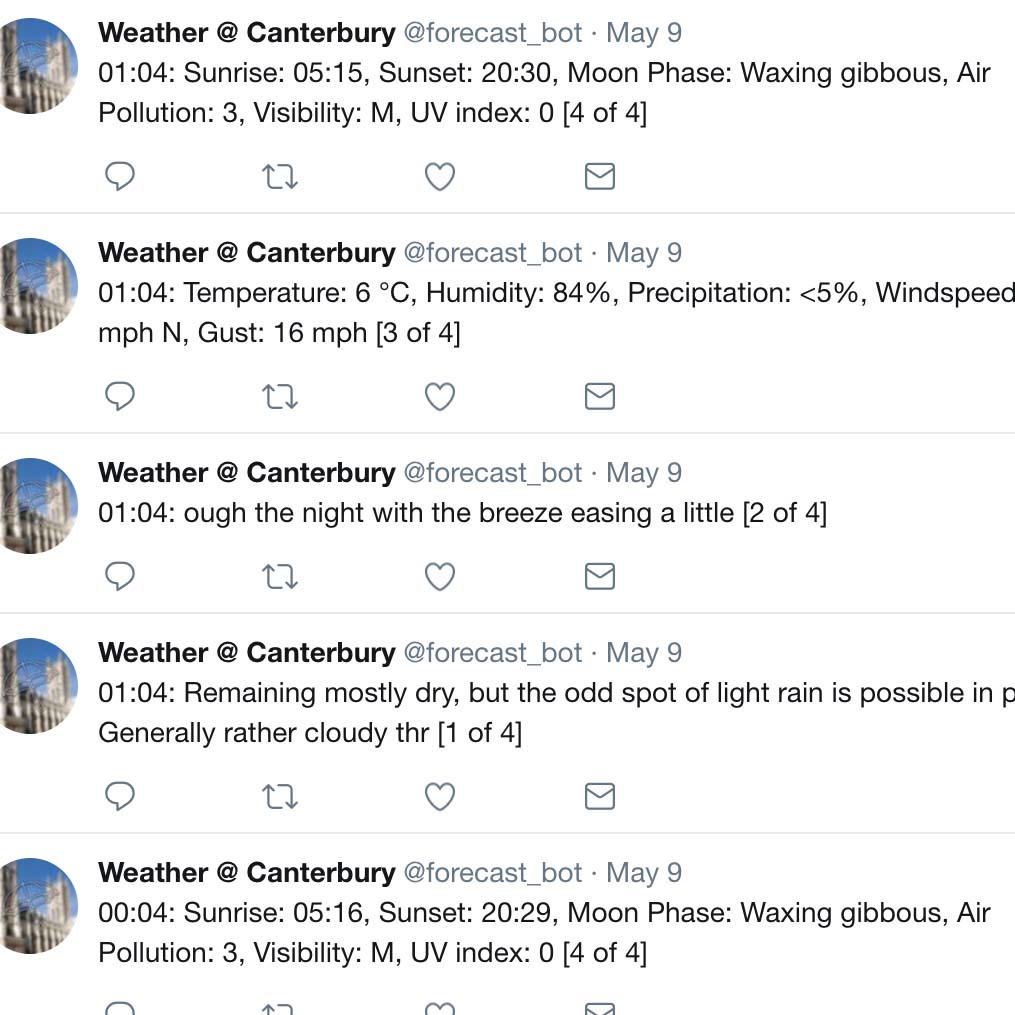 Weather @ Canterbury @forecast_bot · May 9
01:04: Sunrise: 05:15, Sunset: 20:30, Moon Phase: Waxing gibbous, Air
Pollution: 3, Visibility: M, UV index: 0 [4 of 4]
Weather @ Canterbury @forecast_bot · May 9
01:04: Temperature: 6 °C, Humidity: 84%, Precipitation: <5%, Windspeed
mph N, Gust: 16 mph [3 of 4]
Weather @ Canterbury @forecast_bot · May 9
01:04: ough the night with the breeze easing a little [2 of 4]
Weather @ Canterbury @forecast_bot · May 9
01:04: Remaining mostly dry, but the odd spot of light rain is possible in
Generally rather cloudy thr [1 of 4]
Weather @ Canterbury @forecast_bot · May 9
00:04: Sunrise: 05:16, Sunset: 20:29, Moon Phase: Waxing gibbous, Air
Pollution: 3, Visibility: M, UV index: 0 [4 of 4]